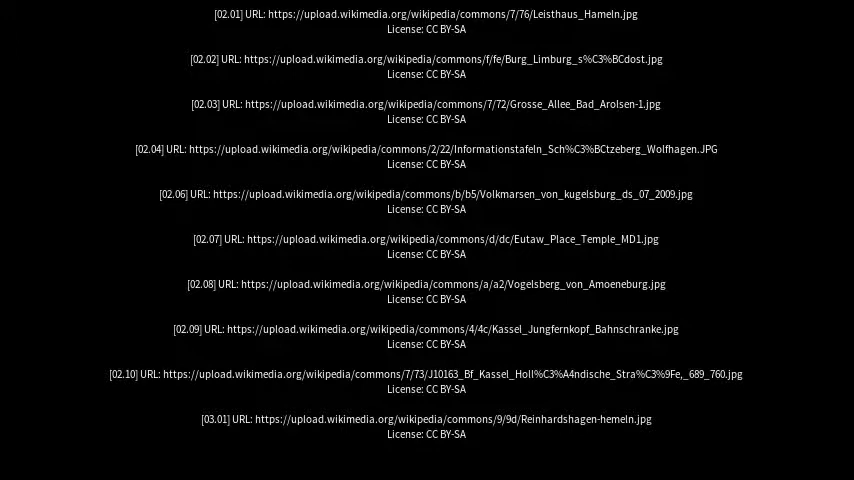 [02.01] URL: https://upload.wikimedia.org/wikipedia/commons/7/76/Leisthaus_Hameln.jpg
License: CC BY-SA
[02.02] URL: https://upload.wikimedia.org/wikipedia/commons/f/fe/Burg_Limburg_s%C3%BCdost.jpg
License: CC BY-SA
[02.03] URL: https://upload.wikimedia.org/wikipedia/commons/7/72/Grosse_Allee_Bad_Arolsen-1.jpg
License: CC BY-SA
[02.04] URL: https://upload.wikimedia.org/wikipedia/commons/2/22/Informationstafeln_Sch%C3%BCtzeberg_Wolfhagen.JPG
License: CC BY-SA
[02.06] URL: https://upload.wikimedia.org/wikipedia/commons/b/b5/Volkmarsen_von_kugelsburg_ds_07_2009.jpg
License: CC BY-SA
[02.07] URL: https://upload.wikimedia.org/wikipedia/commons/d/dc/Eutaw_Place_Temple_MD1.jpg
License: CC BY-SA
[02.08] URL: https://upload.wikimedia.org/wikipedia/commons/a/a2/Vogelsberg_von_Amoeneburg.jpg
License: CC BY-SA
[02.09] URL: https://upload.wikimedia.org/wikipedia/commons/4/4c/Kassel_Jungfernkopf_Bahnschranke.jpg
License: CC BY-SA
[02.10] URL: https://upload.wikimedia.org/wikipedia/commons/7/73/J10163_Bf_Kassel_Holl%C3%A4ndische_Stra%C3%9Fe,_689_760.jpg
License: CC BY-SA
[03.01] URL: https://upload.wikimedia.org/wikipedia/commons/9/9d/Reinhardshagen-hemeln.jpg
License: CC BY-SA